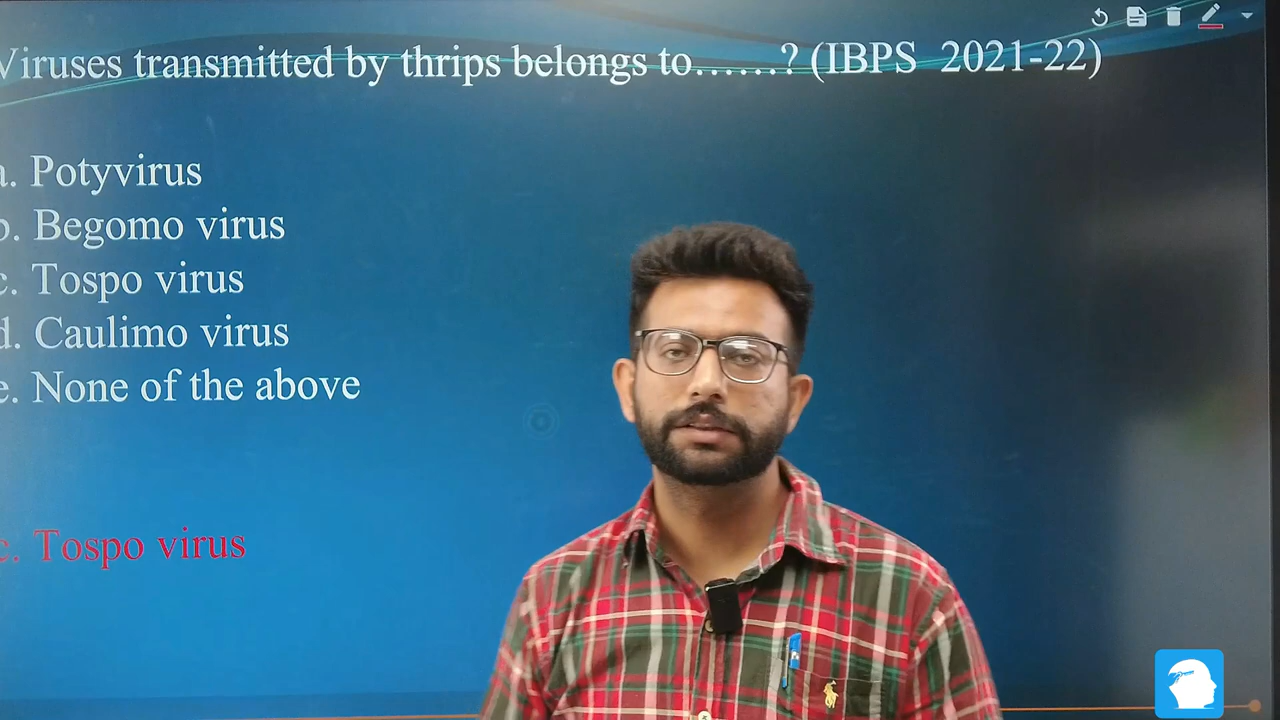 Viruses transmitted by thrips belongs to......? (IBPS 2021-22)
a. Potyvirus
b. Begomo virus
c. Tospo virus
d. Caulimo virus
e. None of the above
c. Tospo virus